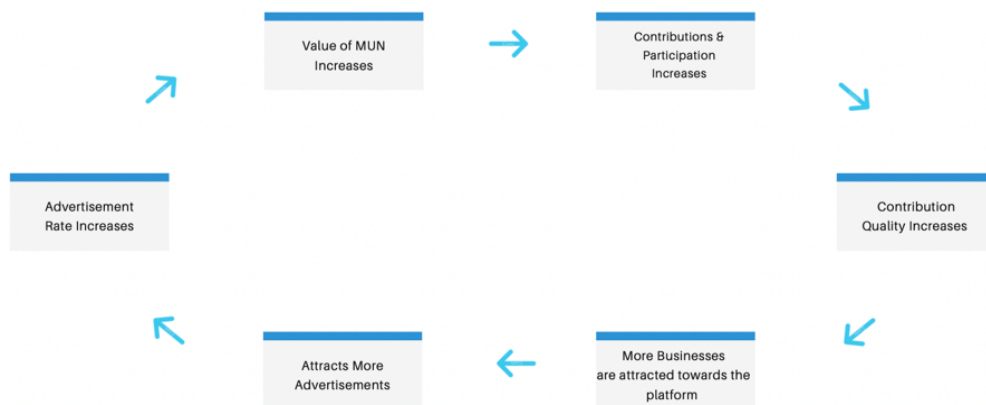 Value of MUN
Increases
Contributions &
Participation
Increases
Advertisement
Rate Increases
Contribution
Quality Increases
Attracts More
Advertisements
More Businesses
are attracted towards the
platform